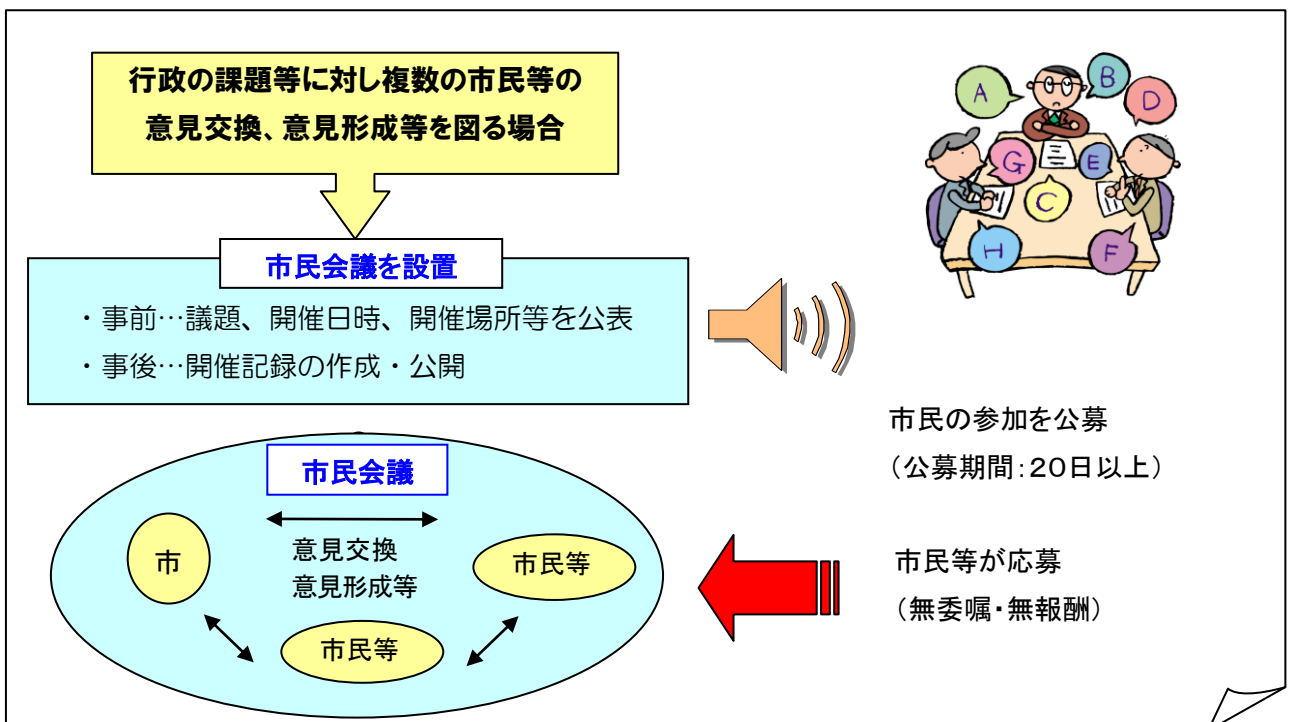 行政の課題等に対し複数の市民等の
意見交換、意見形成等を図る場合
市民会議を設置
・事前…議題、開催日時、開催場所等を公表
・事後…開催記録の作成・公開
A
B
D
G
E
C
H
F
市民の参加を公募
（公募期間：20日以上）
市民会議
市
意見交換
意見形成等
市民等
市民等
市民等が応募
（無委嘱・無報酬）